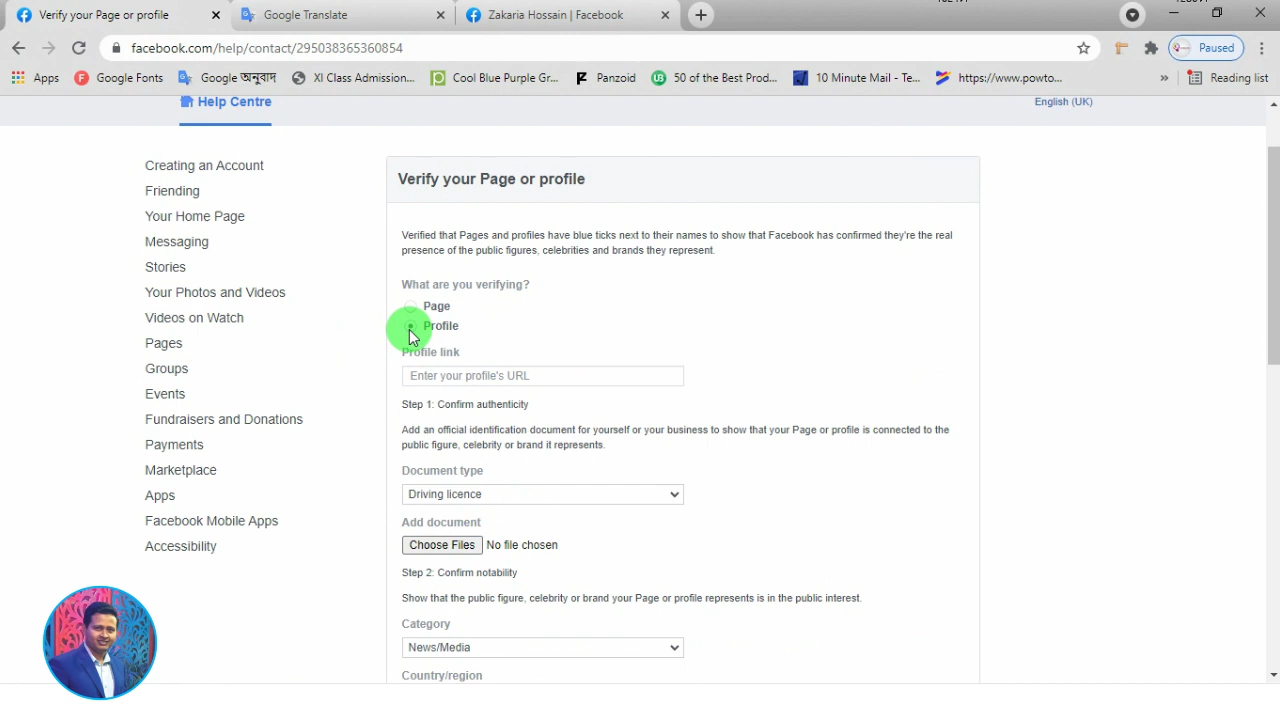 Verify your Page or profile
Google Translate
Zakaria Hossain | Facebook
facebook.com/help/contact/295038365360854
Paused
Apps
Google Fonts
Google অনুবাদ
XI Class Admission...
Cool Blue Purple Gr...
Panzoid
50 of the Best Prod...
10 Minute Mail - Te...
https://www.powto...
»
Reading list
Help Centre
English (UK)
Creating an Account
Friending
Your Home Page
Messaging
Stories
Your Photos and Videos
Videos on Watch
Pages
Groups
Events
Fundraisers and Donations
Payments
Marketplace
Apps
Facebook Mobile Apps
Accessibility
Verify your Page or profile
Verified that Pages and profiles have blue ticks next to their names to show that Facebook has confirmed they're the real
presence of the public figures, celebrities and brands they represent.
What are you verifying?
Page
Profile
Profile link
Enter your profile's URL
Step 1: Confirm authenticity
Add an official identification document for yourself or your business to show that your Page or profile is connected to the
public figure, celebrity or brand it represents.
Document type
Driving licence
Add document
Choose Files No file chosen
Step 2: Confirm notability
Show that the public figure, celebrity or brand your Page or profile represents is in the public interest.
Category
News/Media
Country/region